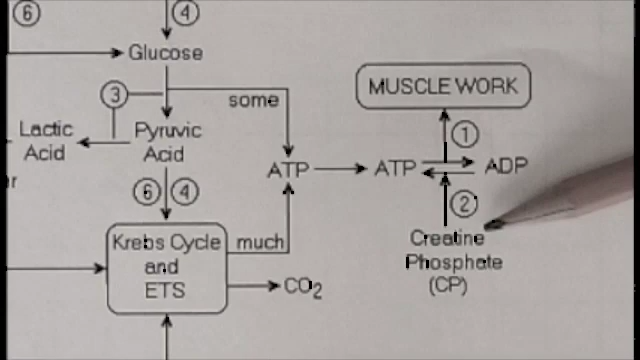 ⑥
④
Glucose
③
some
MUSCLE WORK
Lactic
Acid
Pyruvic
Acid
①
ATP
ATP
ADP
⑥ ④
②
Krebs Cycle
and
ETS
much
CO₂
Creatine
Phosphate
(CP)